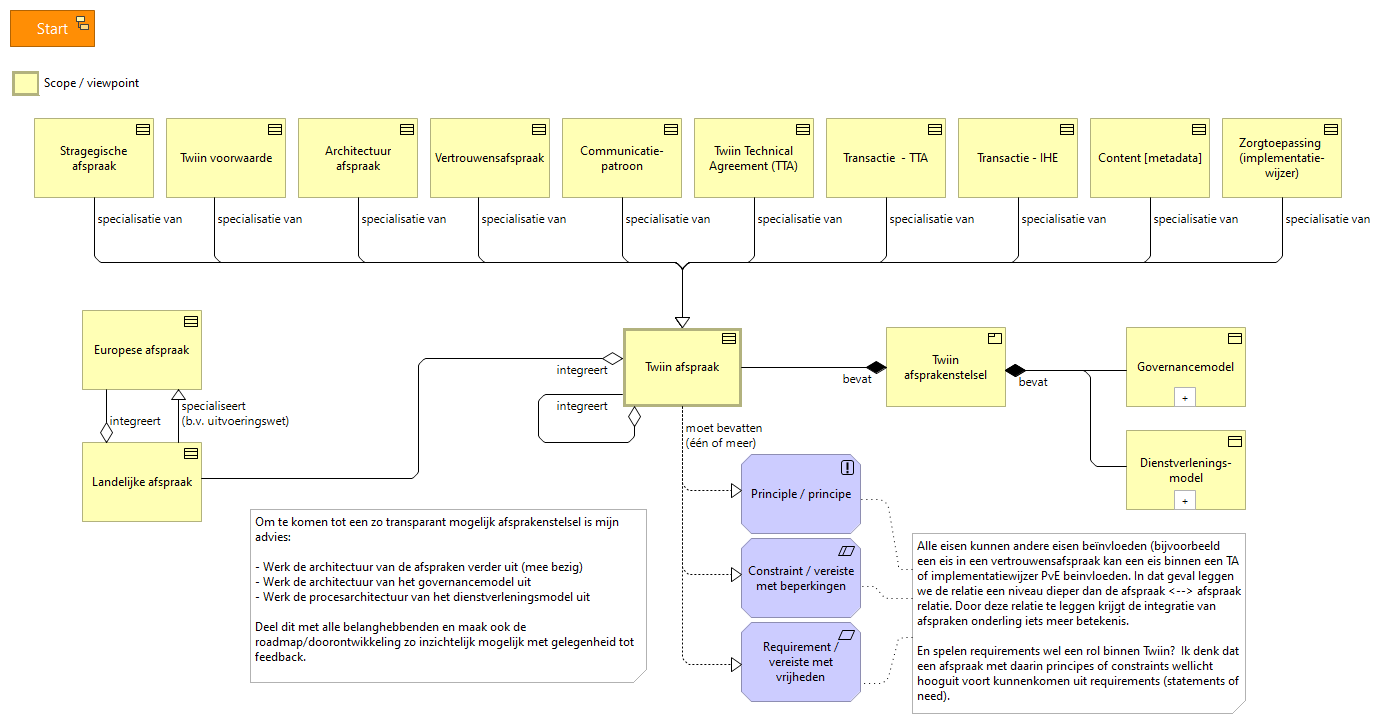 Start
Scope / viewpoint
Stragegische
afspraak
Twiin voorwaarde
Architectuur
afspraak
Vertrouwensafspraak
Communicatie-
patroon
Twiin Technical
Agreement (TTA)
Transactie - TTA
Transactie - IHE
Content [metadata]
Zorgtoepassing
(implementatie-
wijzer)
specialisatie van
specialisatie van
specialisatie van
specialisatie van
specialisatie van
specialisatie van
specialisatie van
specialisatie van
specialisatie van
specialisatie van
Europese afspraak
integreert
specialiseert
(b.v. uitvoeringswet)
Landelijke afspraak
integreert
Twiin afspraak
integreert
bevat
Twiin
afsprakenstelsel
bevat
Governancemodel
+
Dienstverlenings-
model
+
moet bevatten
(één of meer)
Principle / principe
Constraint / vereiste
met beperkingen
Requirement /
vereiste met
vrijheden
Om te komen tot een zo transparant mogelijk afsprakenstelsel is mijn
advies:
- Werk de architectuur van de afspraken verder uit (mee bezig)
- Werk de architectuur van het governancemodel uit
- Werk de procesarchitectuur van het dienstverleningsmodel uit
Deel dit met alle belanghebbenden en maak ook de
roadmap/doorontwikkeling zo inzichtelijk mogelijk met gelegenheid tot
feedback.
Alle eisen kunnen andere eisen beïnvloeden (bijvoorbeeld
een eis in een vertrouwensafspraak kan een eis binnen een TA
of implementatiewijzer PvE beinvloeden. In dat geval leggen
we de relatie een niveau dieper dan de afspraak <--> afspraak
relatie. Door deze relatie te leggen krijgt de integratie van
afspraken onderling iets meer betekenis.
En spelen requirements wel een rol binnen Twiin? Ik denk dat
een afspraak met daarin principes of constraints wellicht
hooguit voort kunnenkomen uit requirements (statements of
need).